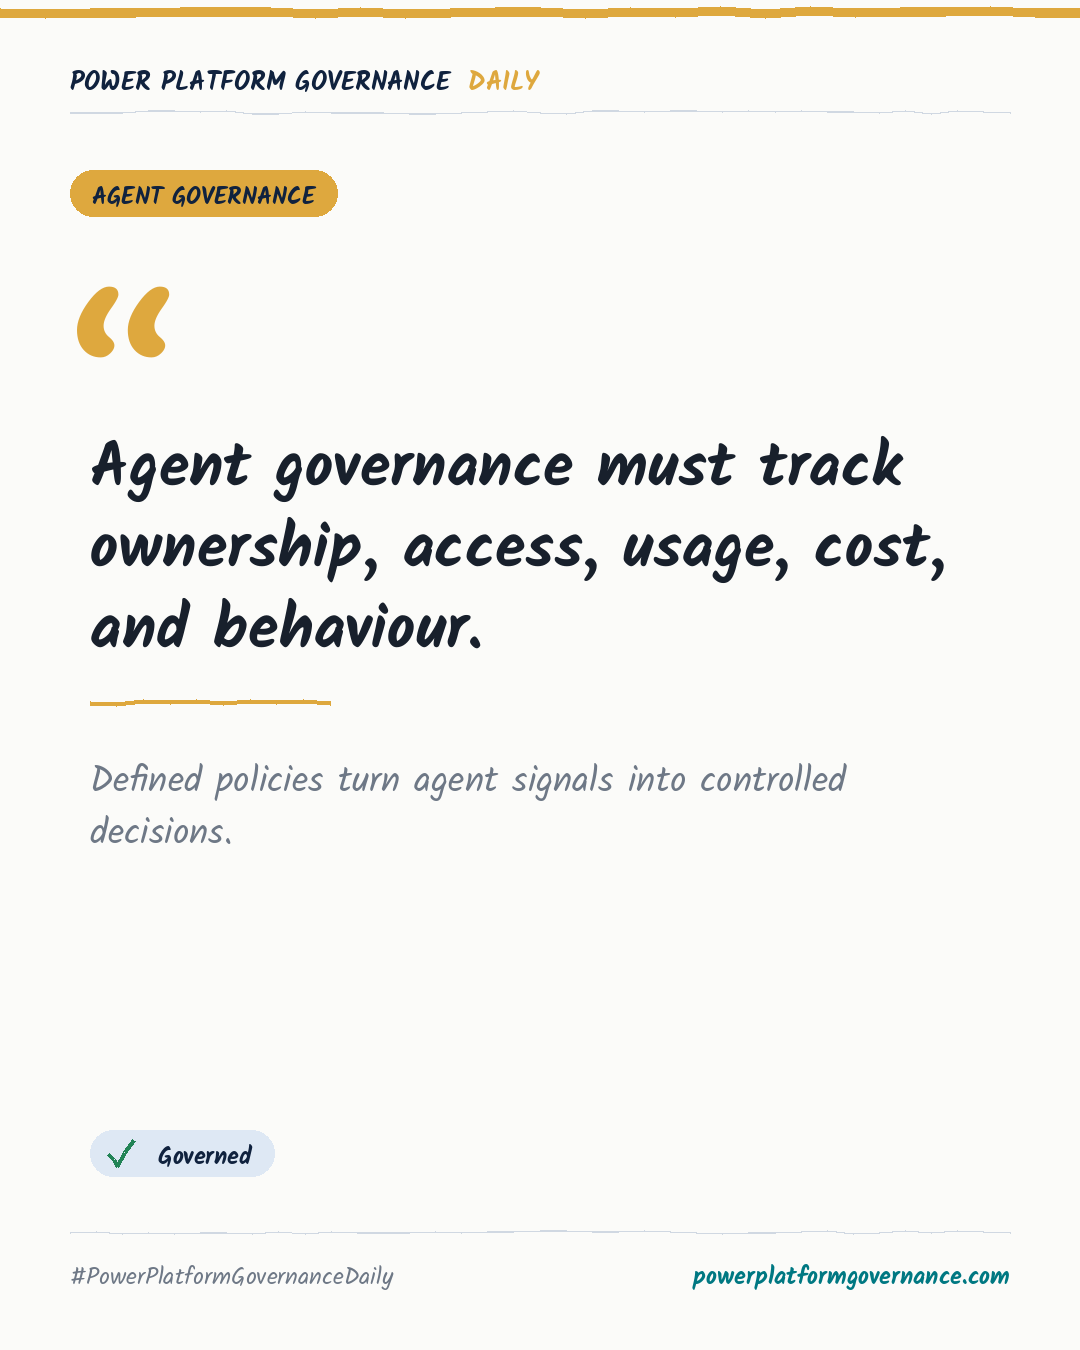 POWER PLATFORM GOVERNANCE DAILY
AGENT GOVERNANCE
“
Agent governance must track
ownership, access, usage, cost,
and behaviour.
Defined policies turn agent signals into controlled
decisions.
✓ Governed
#PowerPlatformGovernanceDaily
powerplatformgovernance.com